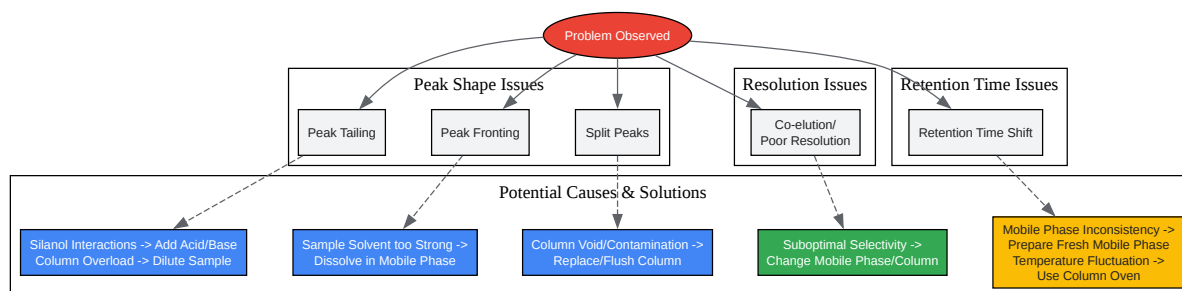 Problem Observed
Peak Shape Issues
Resolution Issues
Retention Time Issues
Peak Tailing
Peak Fronting
Split Peaks
Co-elution/
Poor Resolution
Retention Time Shift
Potential Causes & Solutions
Silanol Interactions -> Add Acid/Base
Column Overload -> Dilute Sample
Sample Solvent too Strong ->
Dissolve in Mobile Phase
Column Void/Contamination ->
Replace/Flush Column
Suboptimal Selectivity ->
Change Mobile Phase/Column
Mobile Phase Inconsistency ->
Prepare Fresh Mobile Phase
Temperature Fluctuation ->
Use Column Oven